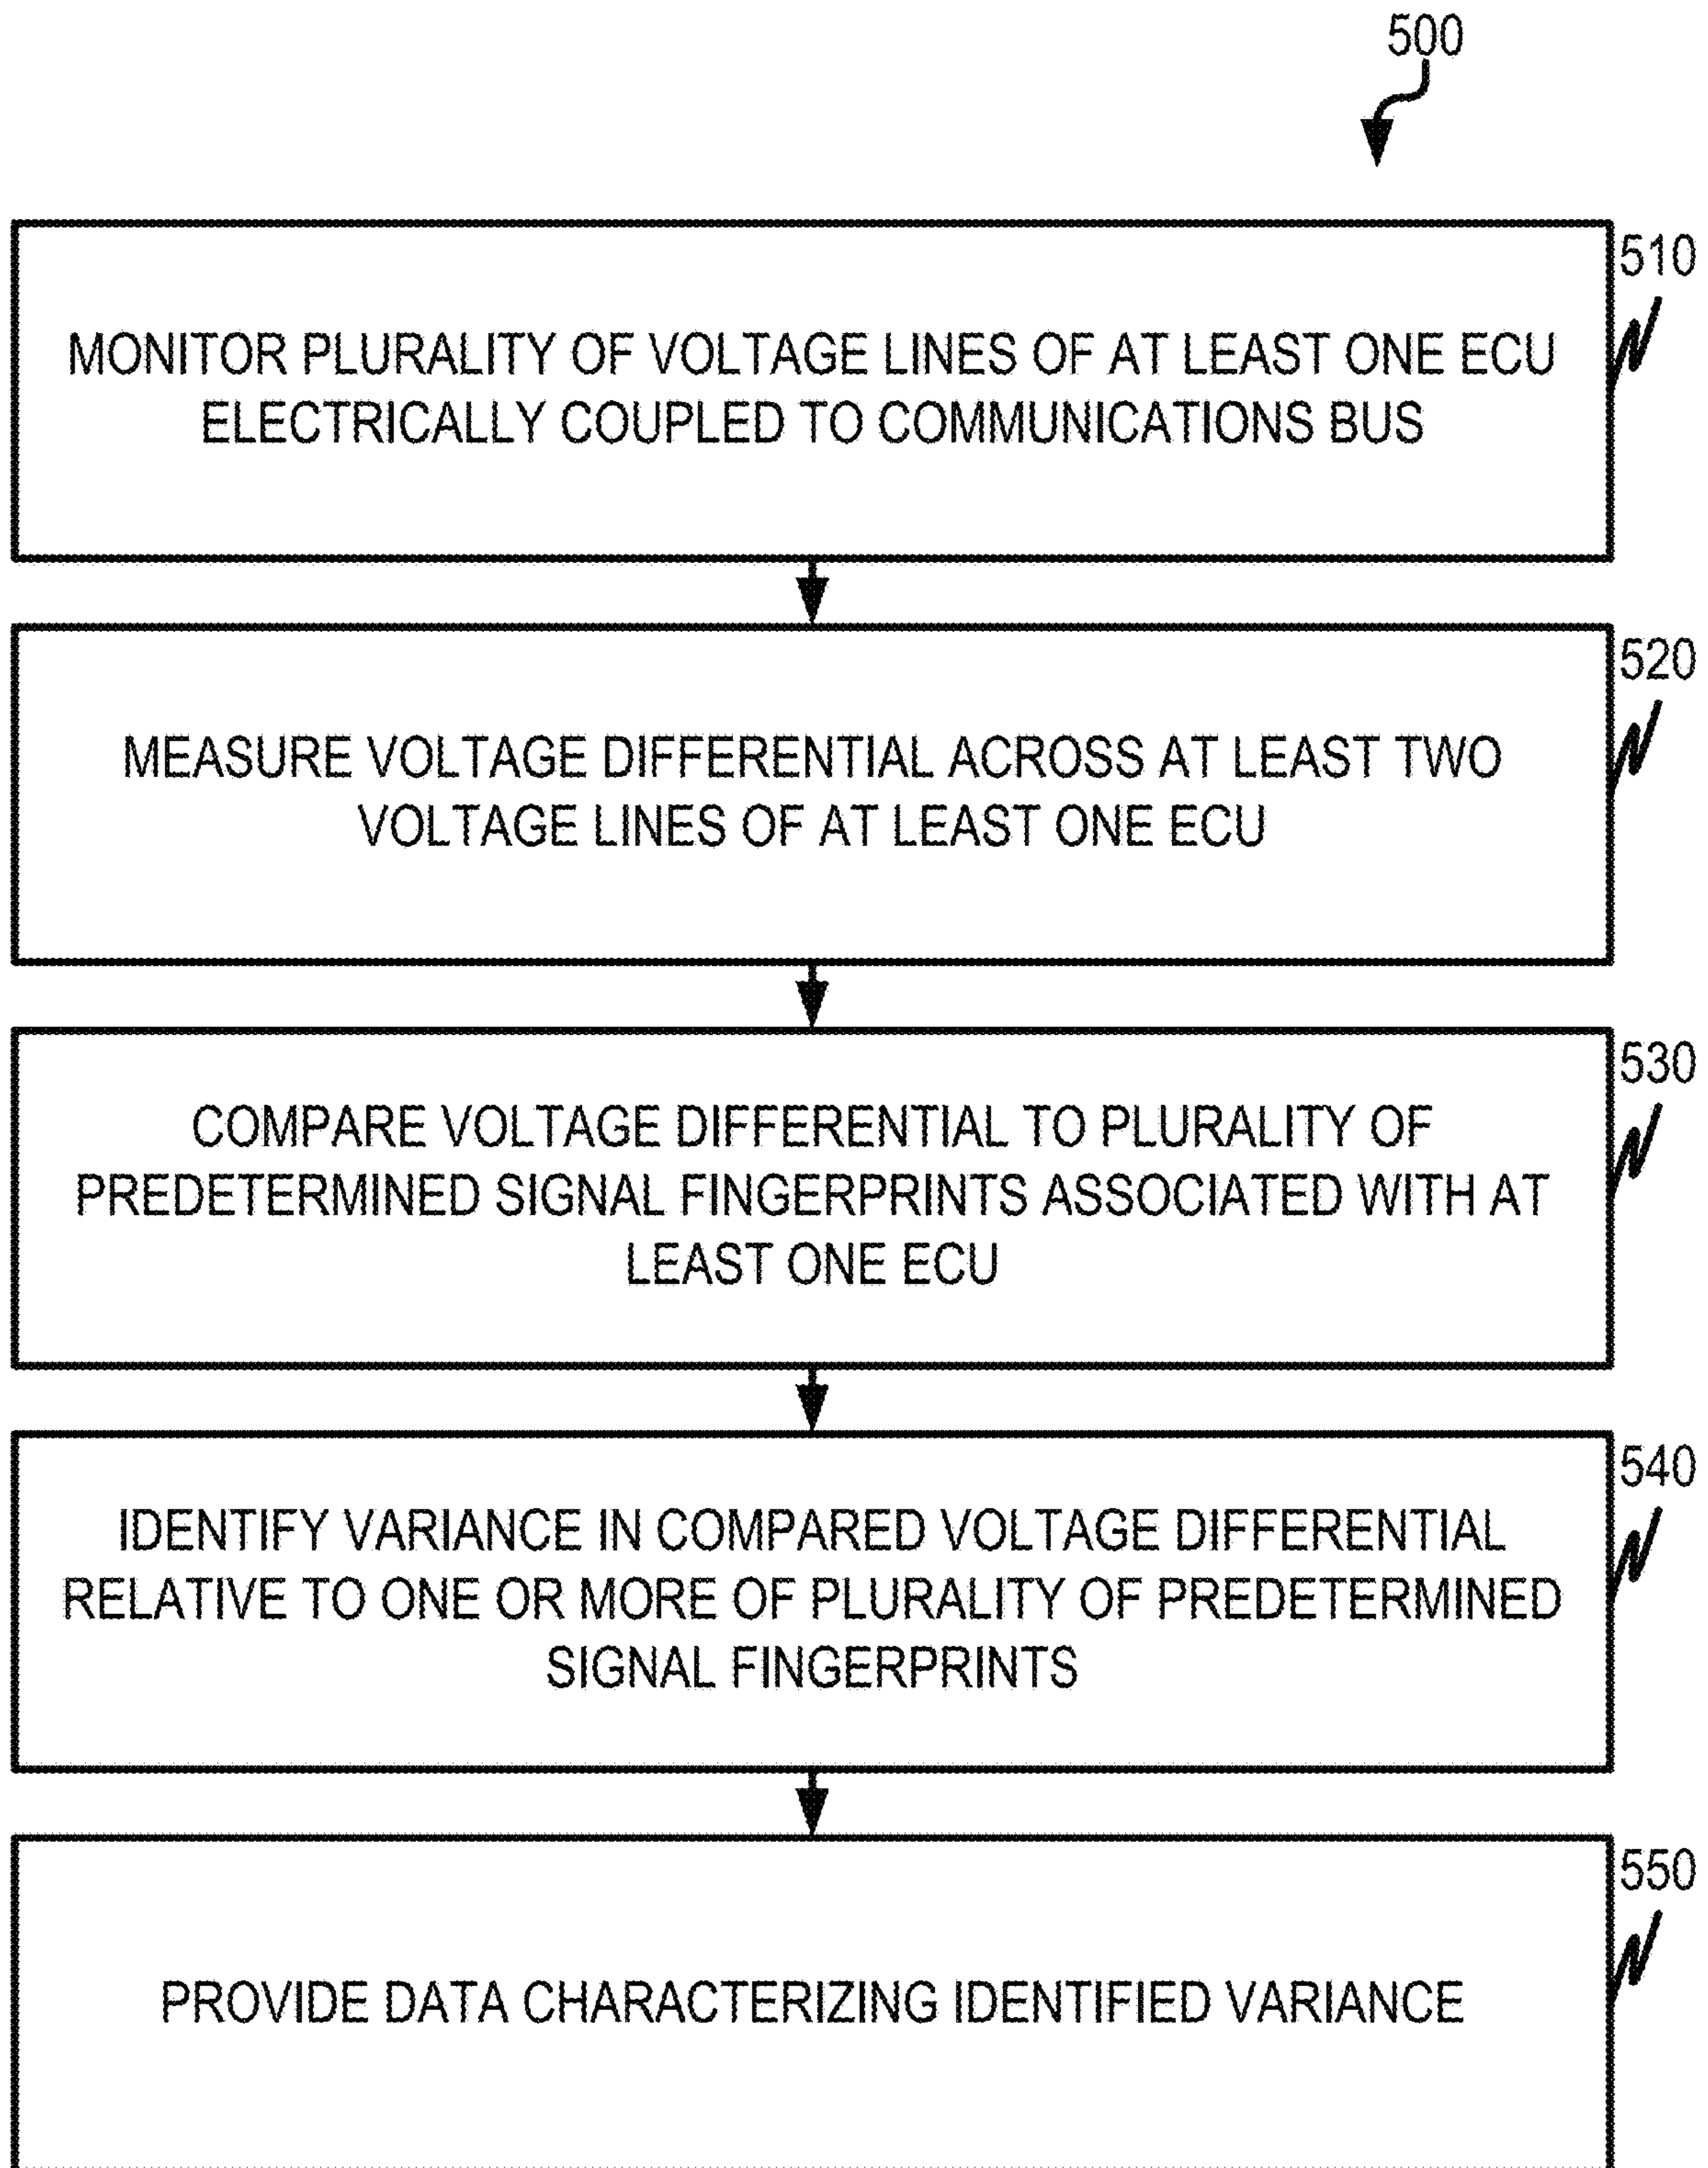 500
510
MONITOR PLURALITY OF VOLTAGE LINES OF AT LEAST ONE ECU
ELECTRICALLY COUPLED TO COMMUNICATIONS BUS
520
MEASURE VOLTAGE DIFFERENTIAL ACROSS AT LEAST TWO
VOLTAGE LINES OF AT LEAST ONE ECU
530
COMPARE VOLTAGE DIFFERENTIAL TO PLURALITY OF
PREDETERMINED SIGNAL FINGERPRINTS ASSOCIATED WITH AT
LEAST ONE ECU
540
IDENTIFY VARIANCE IN COMPARED VOLTAGE DIFFERENTIAL
RELATIVE TO ONE OR MORE OF PLURALITY OF PREDETERMINED
SIGNAL FINGERPRINTS
550
PROVIDE DATA CHARACTERIZING IDENTIFIED VARIANCE